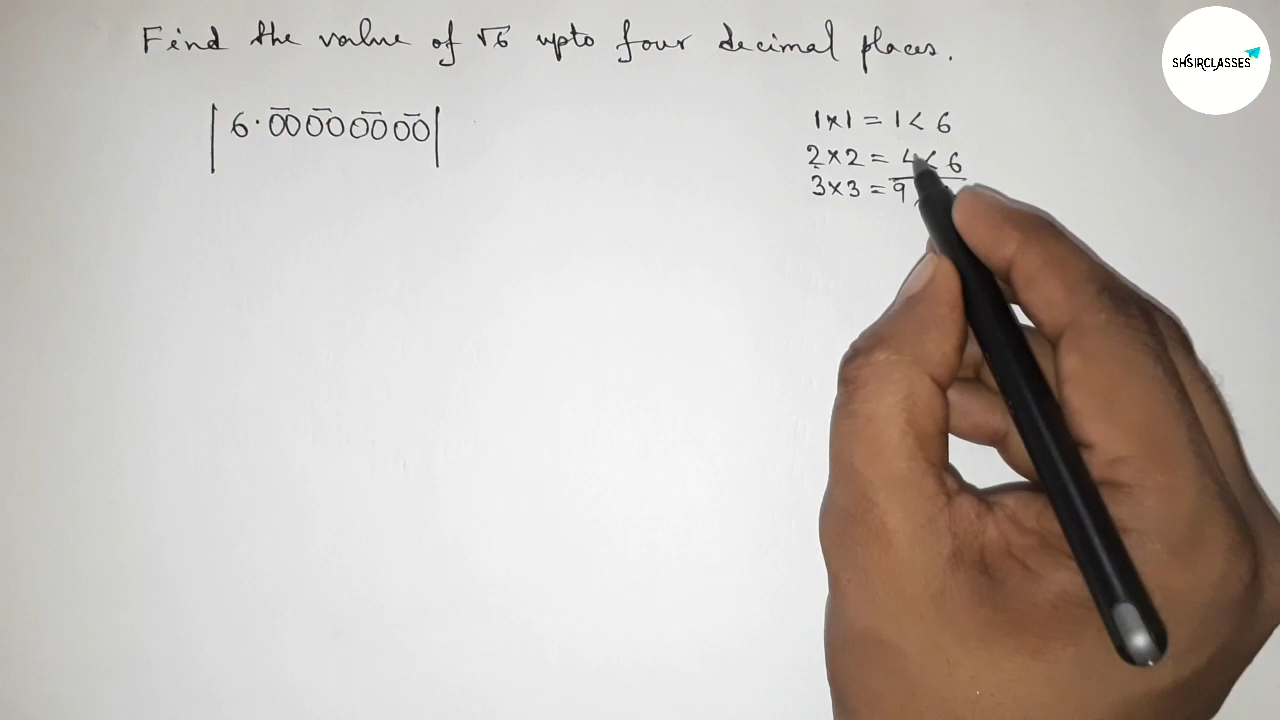 Find the value of √6 upto four decimal places.
SHSIRCLASSES
6.00000000
1×1 = 1 < 6
2×2 = 4 < 6
3×3 = 9